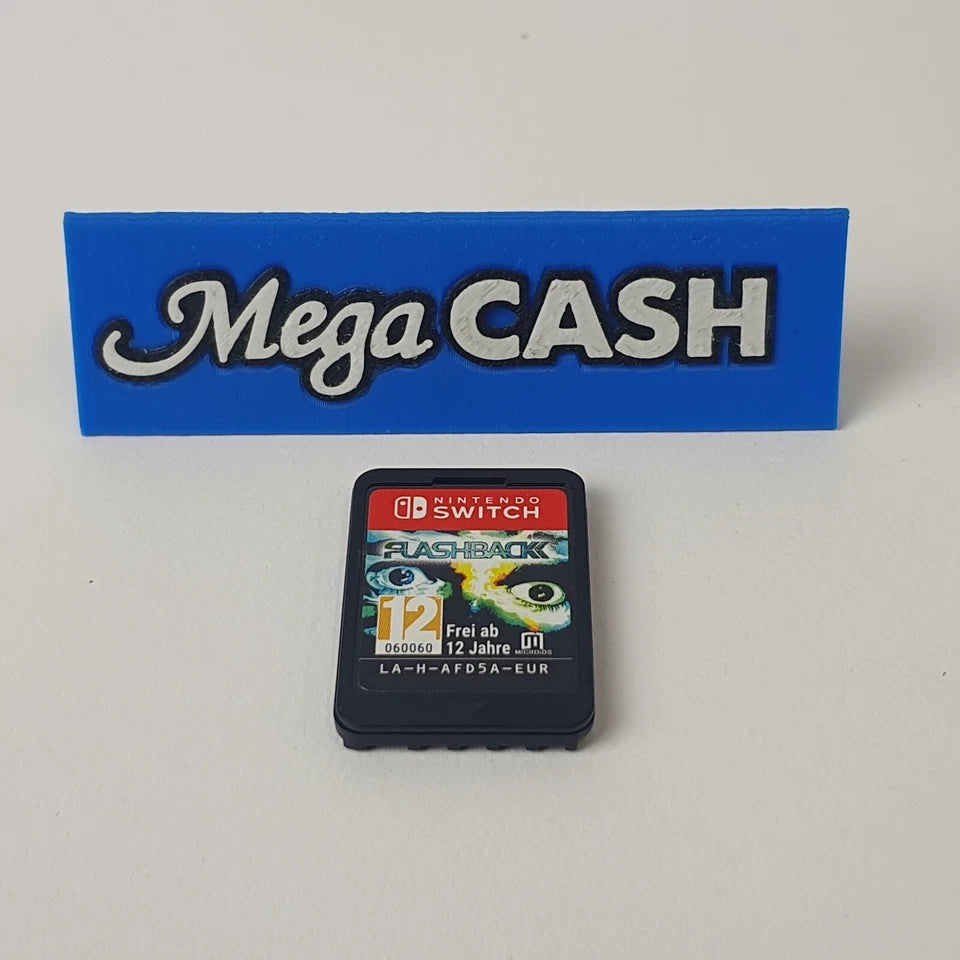 Mega CASH
NINTENDO
SWITCH
FLASHBACK
12
060060
Frei ab
12 Jahre
MICROIDS
LA-H-AFD5A-EUR